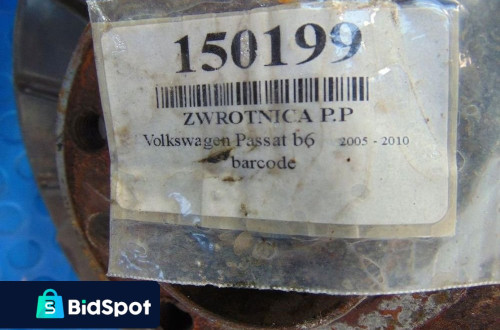 150199
ZWROTNICA P.P
Volkswagen Passat b6 2005 - 2010
barcode
BidSpot